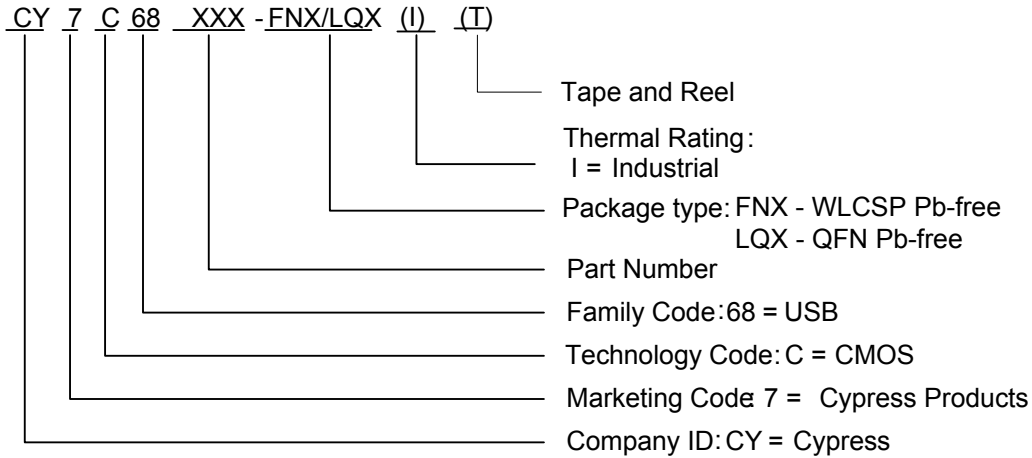 CY 7 C 68 XXX - FNX/LQX (I) (T)
Tape and Reel
Thermal Rating:
I = Industrial
Package type: FNX - WLCSP Pb-free
LQX - QFN Pb-free
Part Number
Family Code: 68 = USB
Technology Code: C = CMOS
Marketing Code: 7 = Cypress Products
Company ID: CY = Cypress